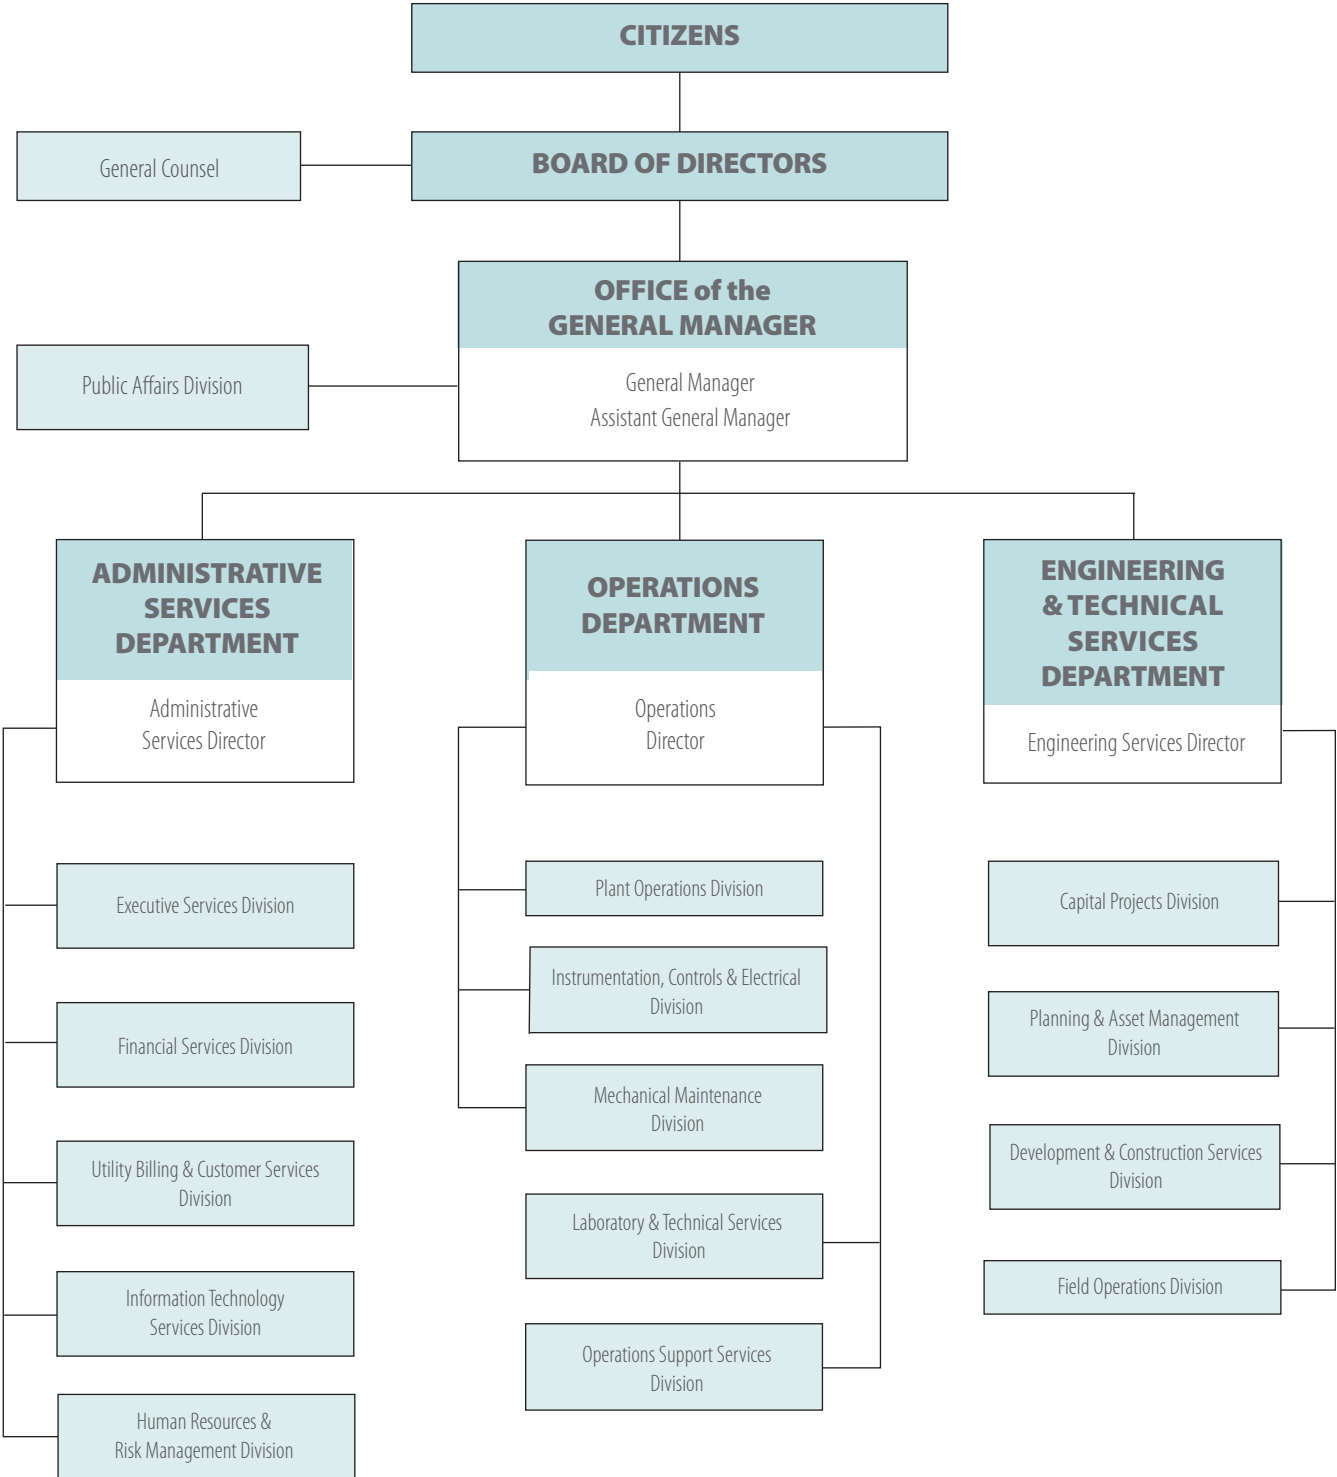 CITIZENS
General Counsel
BOARD OF DIRECTORS
OFFICE of the
GENERAL MANAGER
General Manager
Assistant General Manager
Public Affairs Division
ADMINISTRATIVE
SERVICES
DEPARTMENT
Administrative
Services Director
Executive Services Division
Financial Services Division
Utility Billing & Customer Services
Division
Information Technology
Services Division
Human Resources &
Risk Management Division
OPERATIONS
DEPARTMENT
Operations
Director
Plant Operations Division
Instrumentation, Controls & Electrical
Division
Mechanical Maintenance
Division
Laboratory & Technical Services
Division
Operations Support Services
Division
ENGINEERING
& TECHNICAL
SERVICES
DEPARTMENT
Engineering Services Director
Capital Projects Division
Planning & Asset Management
Division
Development & Construction Services
Division
Field Operations Division